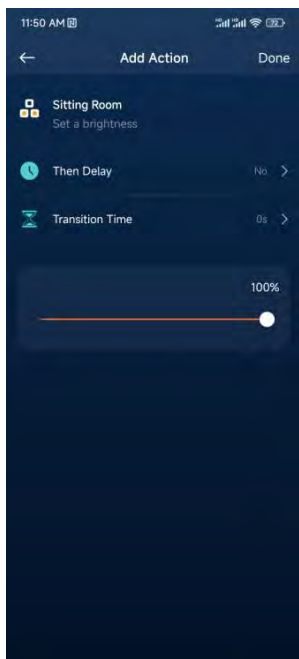 11:50 AM
Add Action
Done
Sitting Room
Set a brightness
Then Delay
No
Transition Time
0s
100%